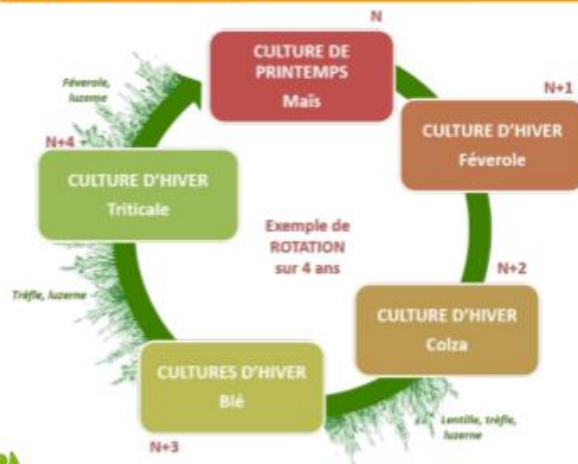 N
CULTURE DE
PRINTEMPS
Maïs
N+1
CULTURE D'HIVER
Féverole
N+2
CULTURE D'HIVER
Colza
Lentille, trèfle,
luzerne
CULTURES D'HIVER
Blé
N+3
Trèfle, luzerne
N+4
CULTURE D'HIVER
Triticale
Féverole,
luzerne
Exemple de
ROTATION
sur 4 ans